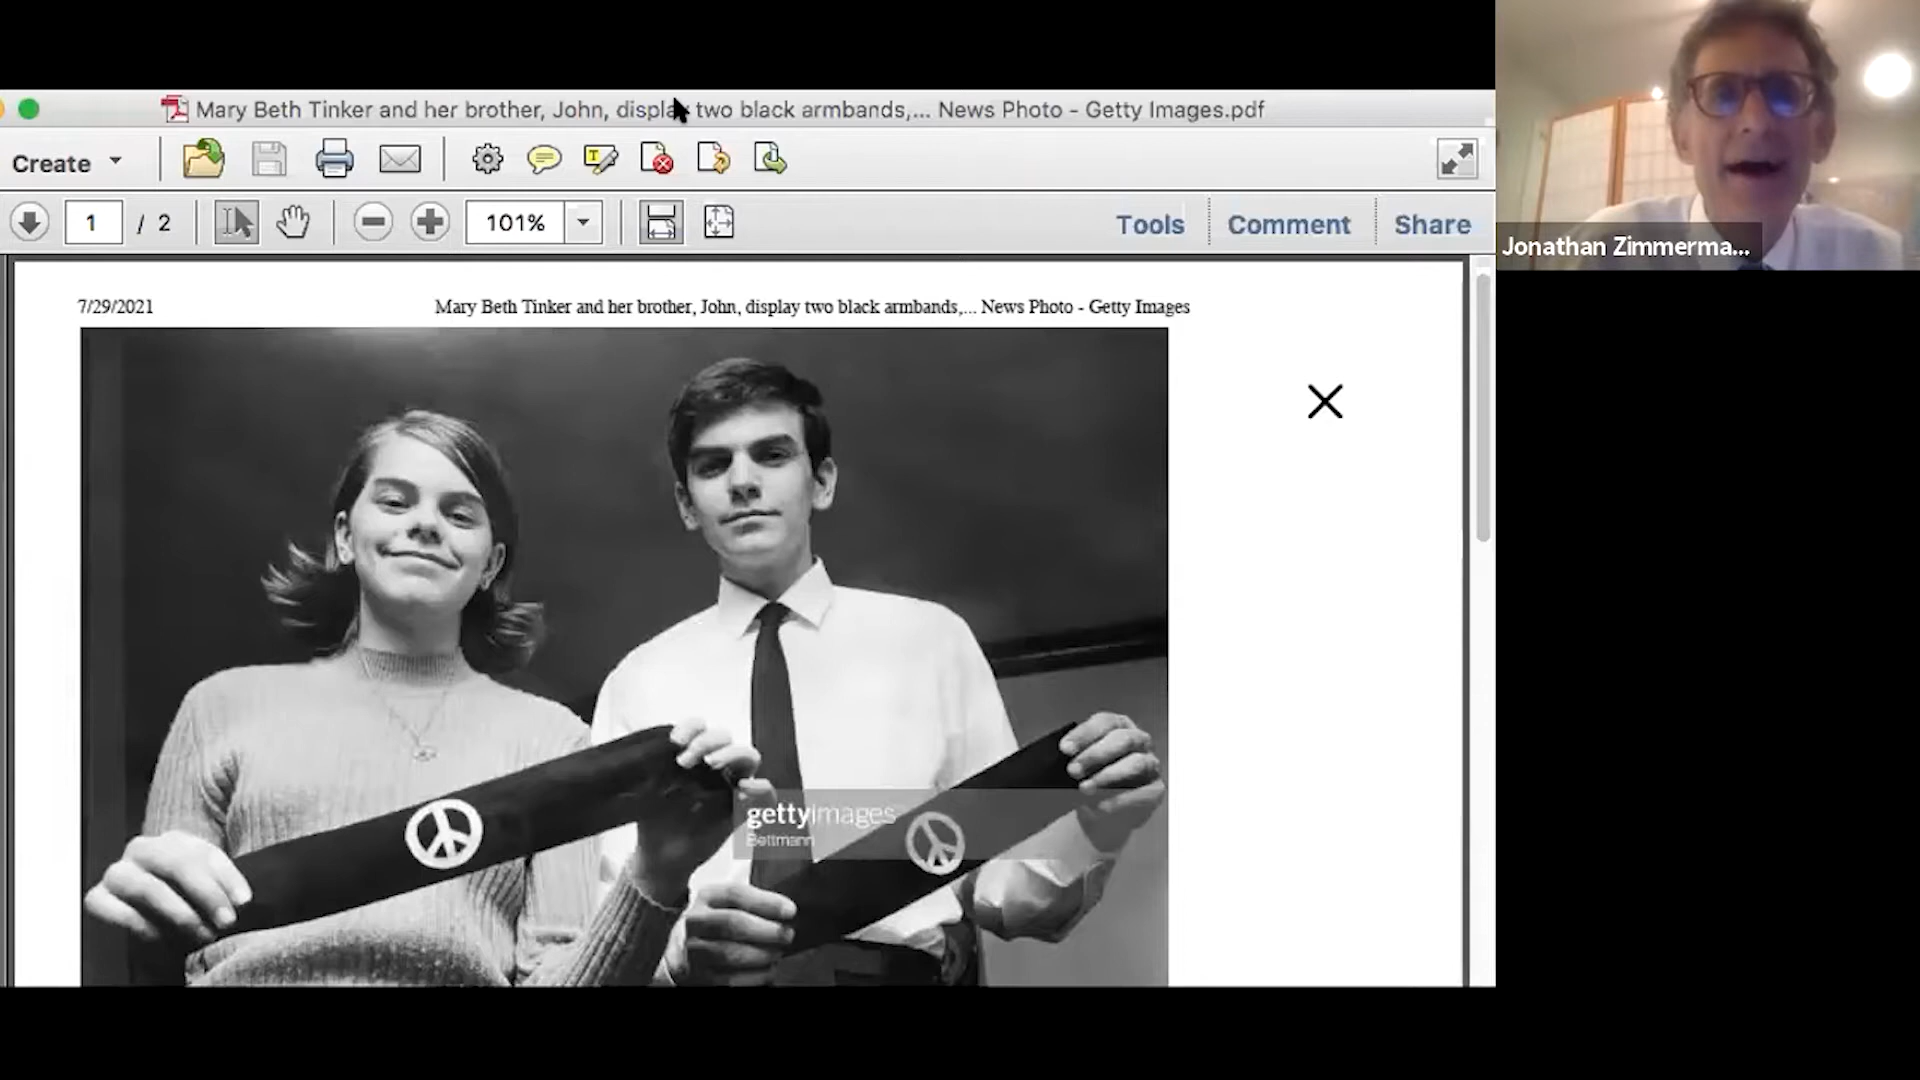 Mary Beth Tinker and her brother, John, display two black armbands,... News Photo - Getty Images.pdf
Create
1 / 2
101%
Tools
Comment
Share
Jonathan Zimmerma...
7/29/2021
Mary Beth Tinker and her brother, John, display two black armbands,... News Photo - Getty Images
gettyimages
Bettmann